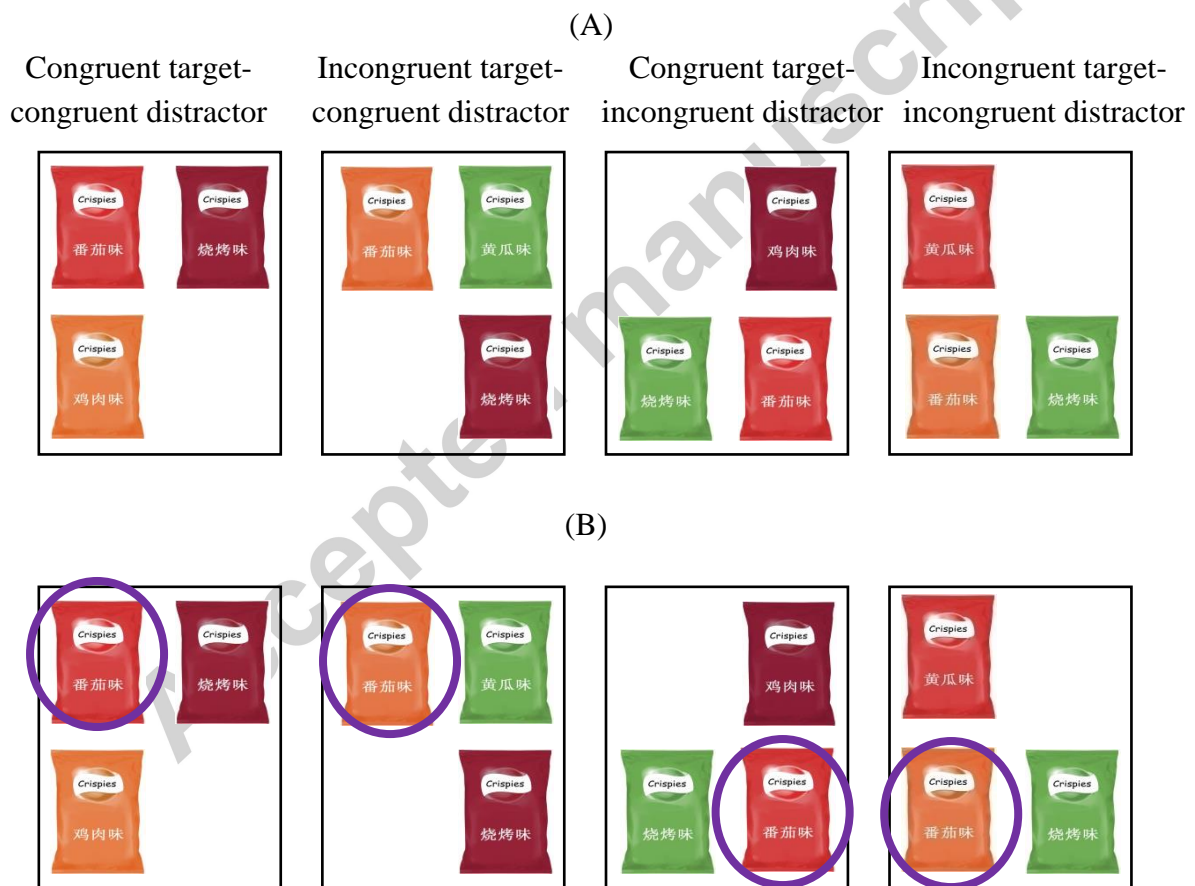 (A)
Congruent target-
congruent distractor
Incongruent target-
congruent distractor
Congruent target-
incongruent distractor
Incongruent target-
incongruent distractor
Crispies
番茄味
Crispies
烧烤味
Crispies
鸡肉味
Crispies
番茄味
Crispies
黄瓜味
Crispies
烧烤味
Crispies
鸡肉味
Crispies
烧烤味
Crispies
番茄味
Crispies
黄瓜味
Crispies
番茄味
Crispies
烧烤味
(B)
Crispies
番茄味
Crispies
烧烤味
Crispies
鸡肉味
Crispies
番茄味
Crispies
黄瓜味
Crispies
烧烤味
Crispies
鸡肉味
Crispies
烧烤味
Crispies
番茄味
Crispies
黄瓜味
Crispies
番茄味
Crispies
烧烤味
Accepted manuscrip